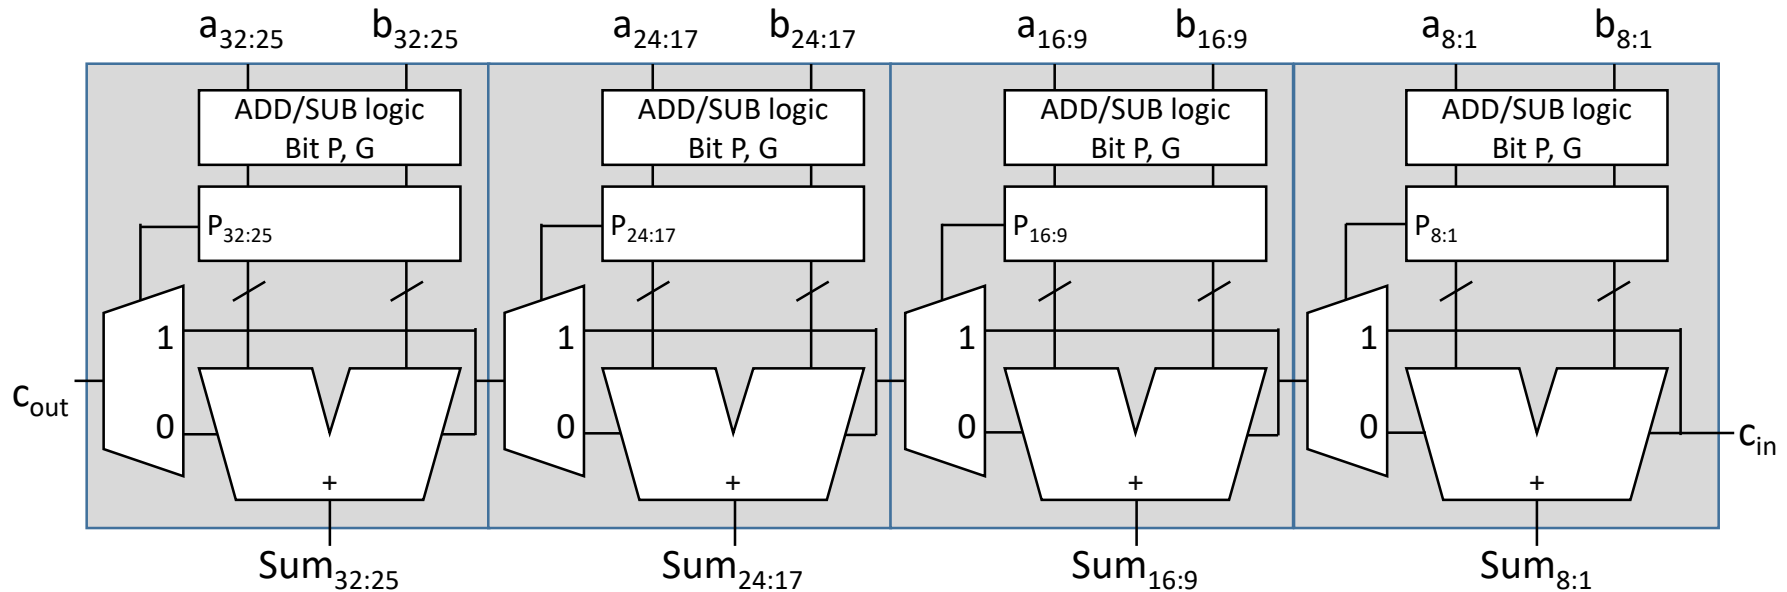 a32:25 b32:25 a24:17 b24:17 a16:9 b16:9 a8:1 b8:1
ADD/SUB logic ADD/SUB logic ADD/SUB logic ADD/SUB logic
Bit P, G Bit P, G Bit P, G Bit P, G
P32:25 P24:17 P16:9 P8:1
1 1 1 1
cout 0 0 0 0 cin
+ + + +
Sum32:25 Sum24:17 Sum16:9 Sum8:1